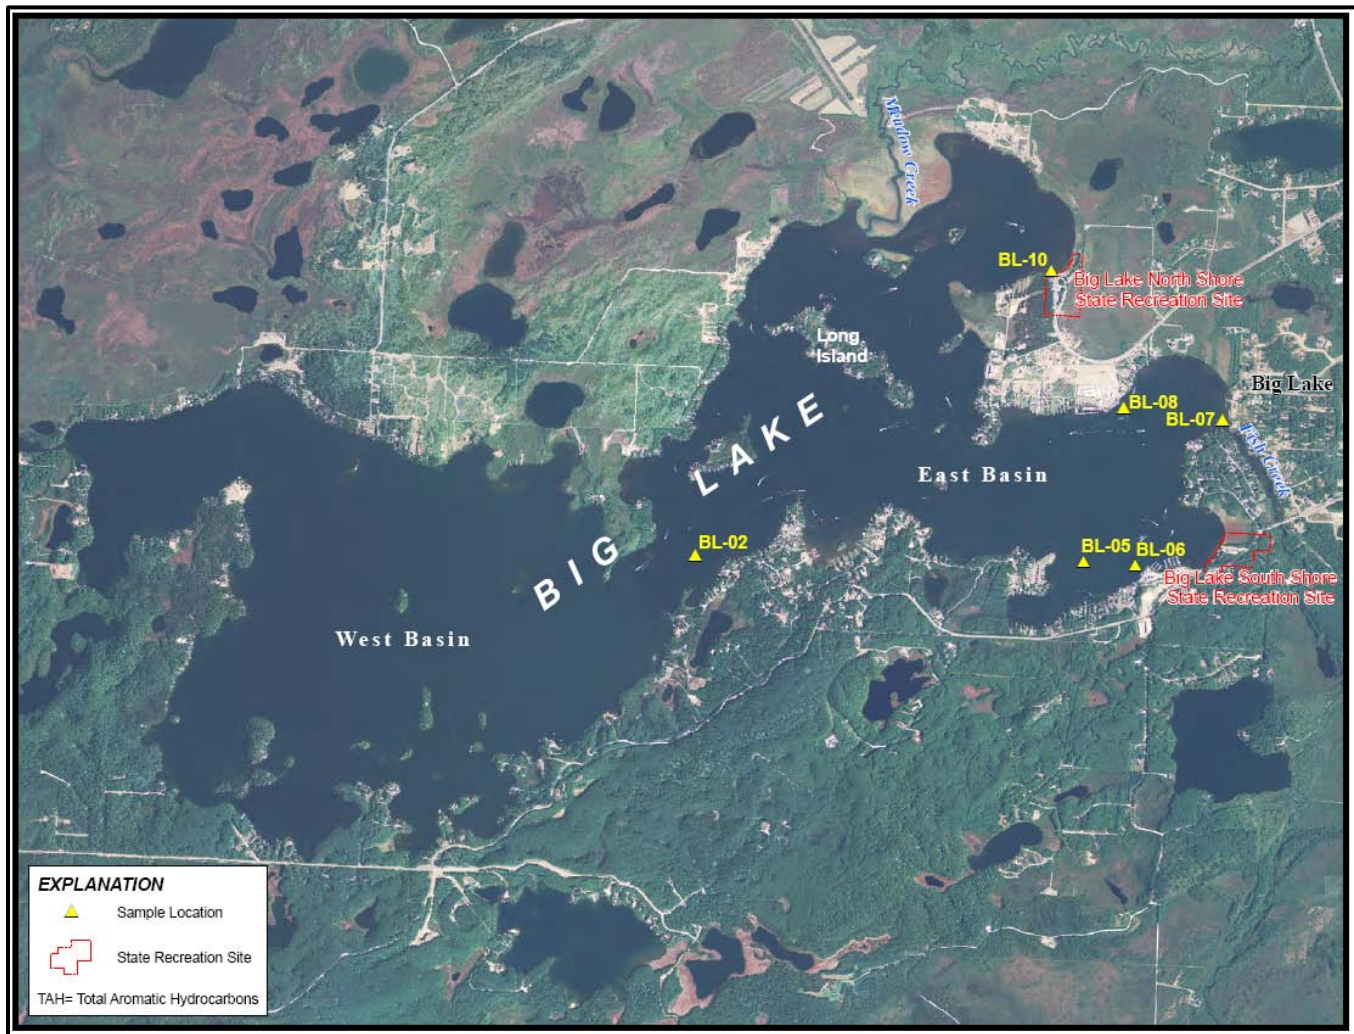 Meadow Creek
BL-10
Big Lake North Shore
State Recreation Site
Long
Island
Big Lake
BL-08
BL-07
Fish Creek
BIG LAKE
East Basin
BL-02
BL-05
BL-06
Big Lake South Shore
State Recreation Site
West Basin
EXPLANATION
Sample Location
State Recreation Site
TAH= Total Aromatic Hydrocarbons